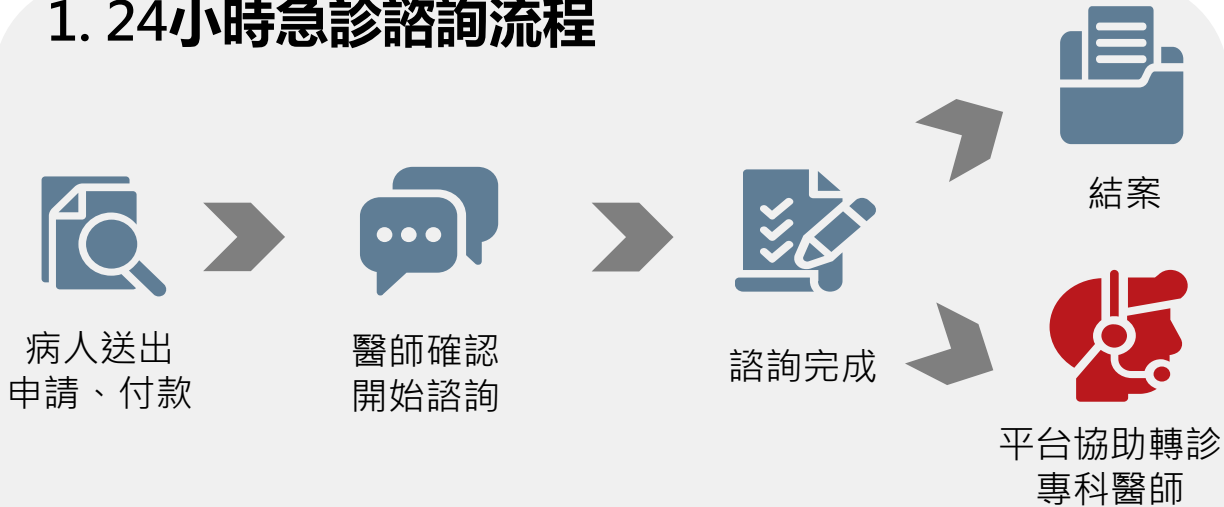 1. 24小時急診諮詢流程
結案
病人送出
申請、付款
醫師確認
開始諮詢
諮詢完成
平台協助轉診
專科醫師